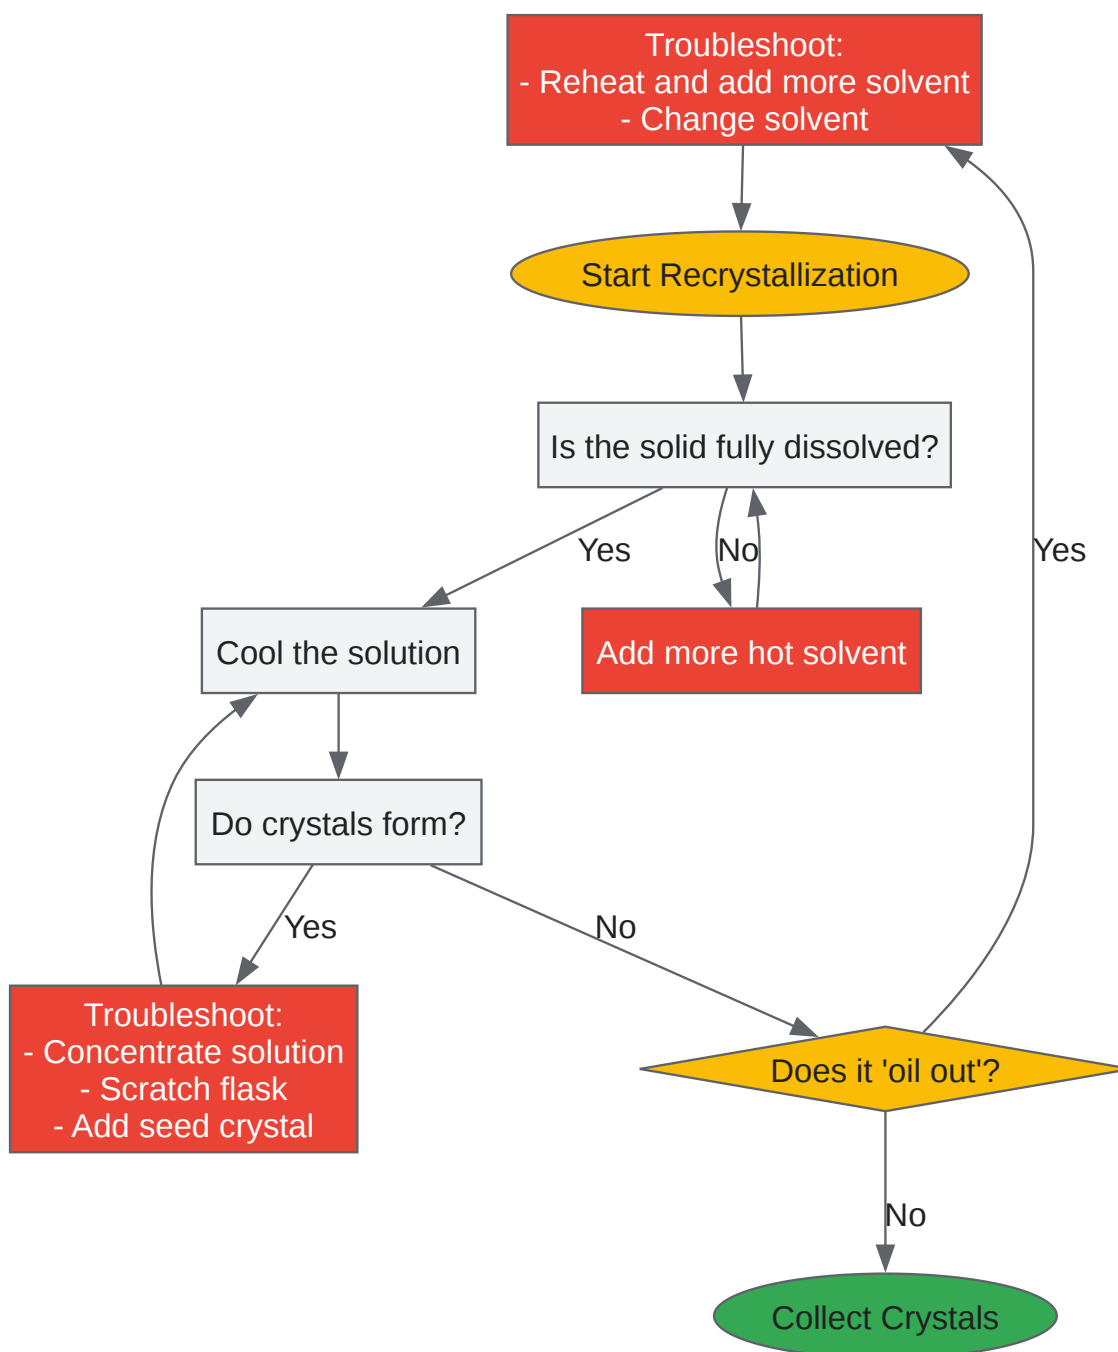 Troubleshoot:
- Reheat and add more solvent
- Change solvent
Start Recrystallization
Is the solid fully dissolved?
Yes
No
Yes
Cool the solution
Add more hot solvent
Do crystals form?
Yes
No
Troubleshoot:
- Concentrate solution
- Scratch flask
- Add seed crystal
Does it 'oil out'?
No
Collect Crystals